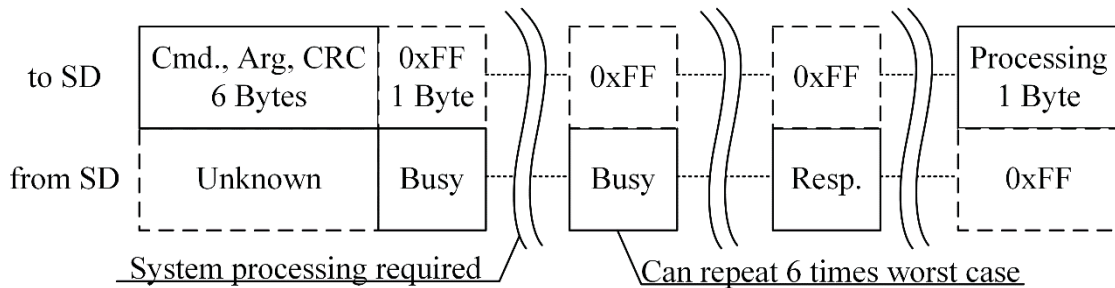 to SD
Cmd., Arg, CRC
6 Bytes
0xFF
1 Byte
0xFF
0xFF
Processing
1 Byte
from SD
Unknown
Busy
Busy
Resp.
0xFF
System processing required
Can repeat 6 times worst case